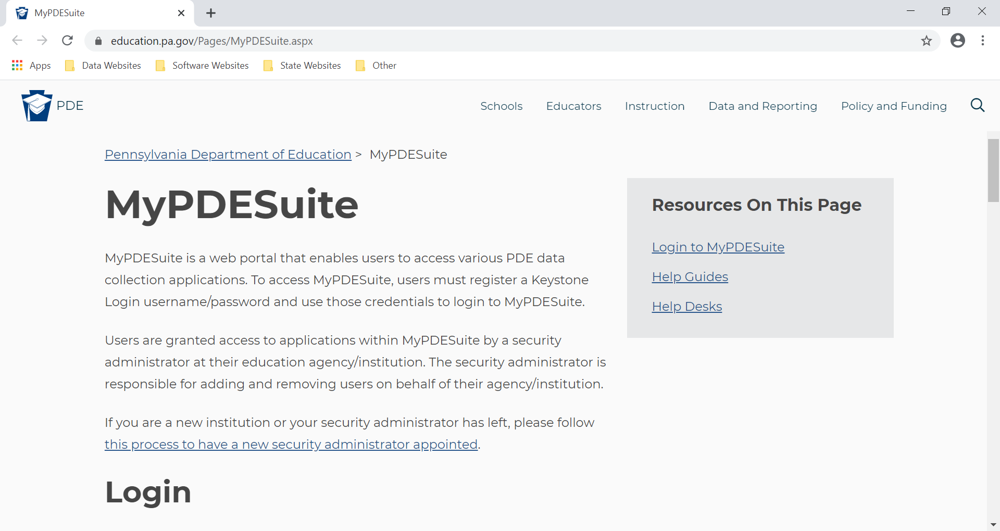 MyPDESuite
education.pa.gov/Pages/MyPDESuite.aspx
Apps Data Websites Software Websites State Websites Other
PDE Schools Educators Instruction Data and Reporting Policy and Funding
Pennsylvania Department of Education > MyPDESuite
MyPDESuite
MyPDESuite is a web portal that enables users to access various PDE data
collection applications. To access MyPDESuite, users must register a Keystone
Login username/password and use those credentials to login to MyPDESuite.
Users are granted access to applications within MyPDESuite by a security
administrator at their education agency/institution. The security administrator is
responsible for adding and removing users on behalf of their agency/institution.
If you are a new institution or your security administrator has left, please follow
this process to have a new security administrator appointed.
Login
Resources On This Page
Login to MyPDESuite
Help Guides
Help Desks